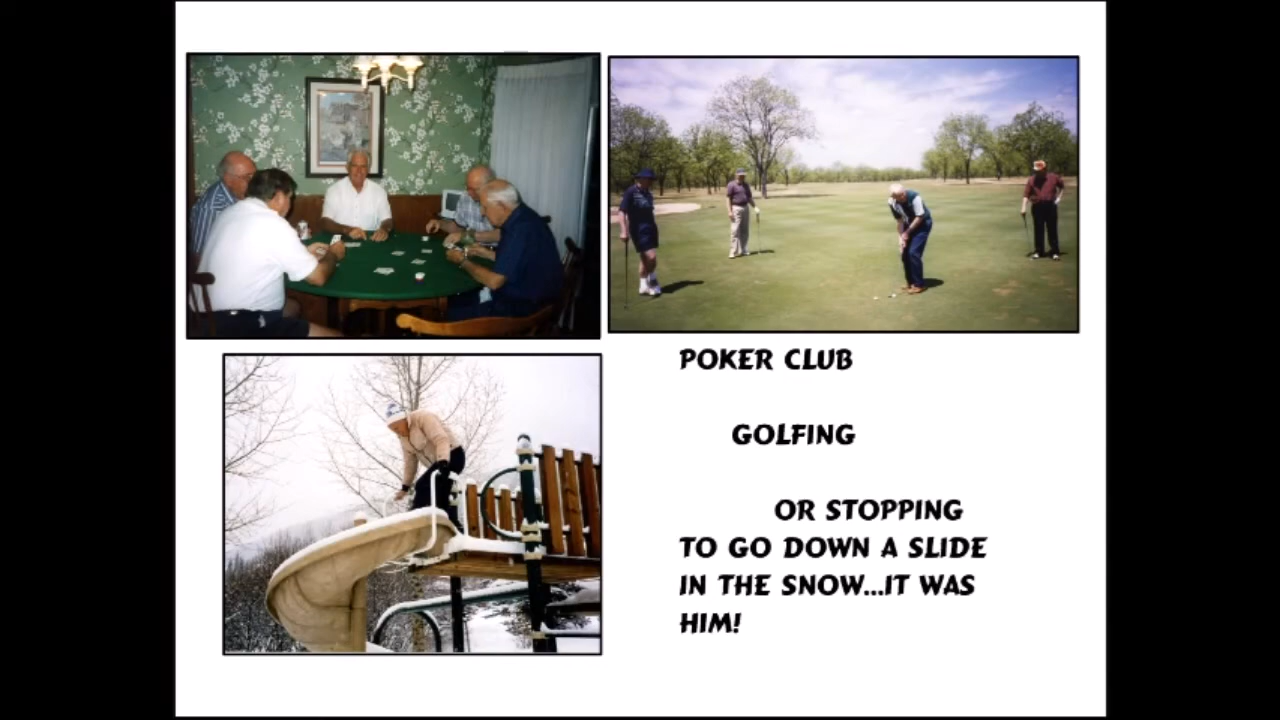 POKER CLUB
GOLFING
OR STOPPING
TO GO DOWN A SLIDE
IN THE SNOW...IT WAS
HIM!